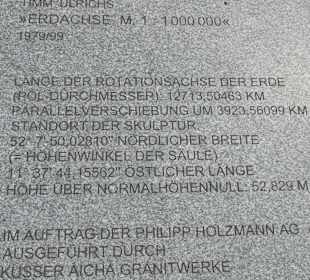 TIMM ULRICHS
»ERDACHSE M. 1 : 1 000 000«
1979/99
LÄNGE DER ROTATIONSACHSE DER ERDE
(POL-DURCHMESSER): 12713,50463 KM
PARALLELVERSCHIEBUNG UM 3923,56099 KM
STANDORT DER SKULPTUR:
52° 7' 50,02810" NÖRDLICHER BREITE
(= HÖHENWINKEL DER SÄULE)
11° 37' 44,15562" ÖSTLICHER LÄNGE
HÖHE ÜBER NORMALHÖHENNULL: 52,829 M
IM AUFTRAG DER PHILIPP HOLZMANN AG
AUSGEFÜHRT DURCH
KUSSER AICHA GRANITWERKE